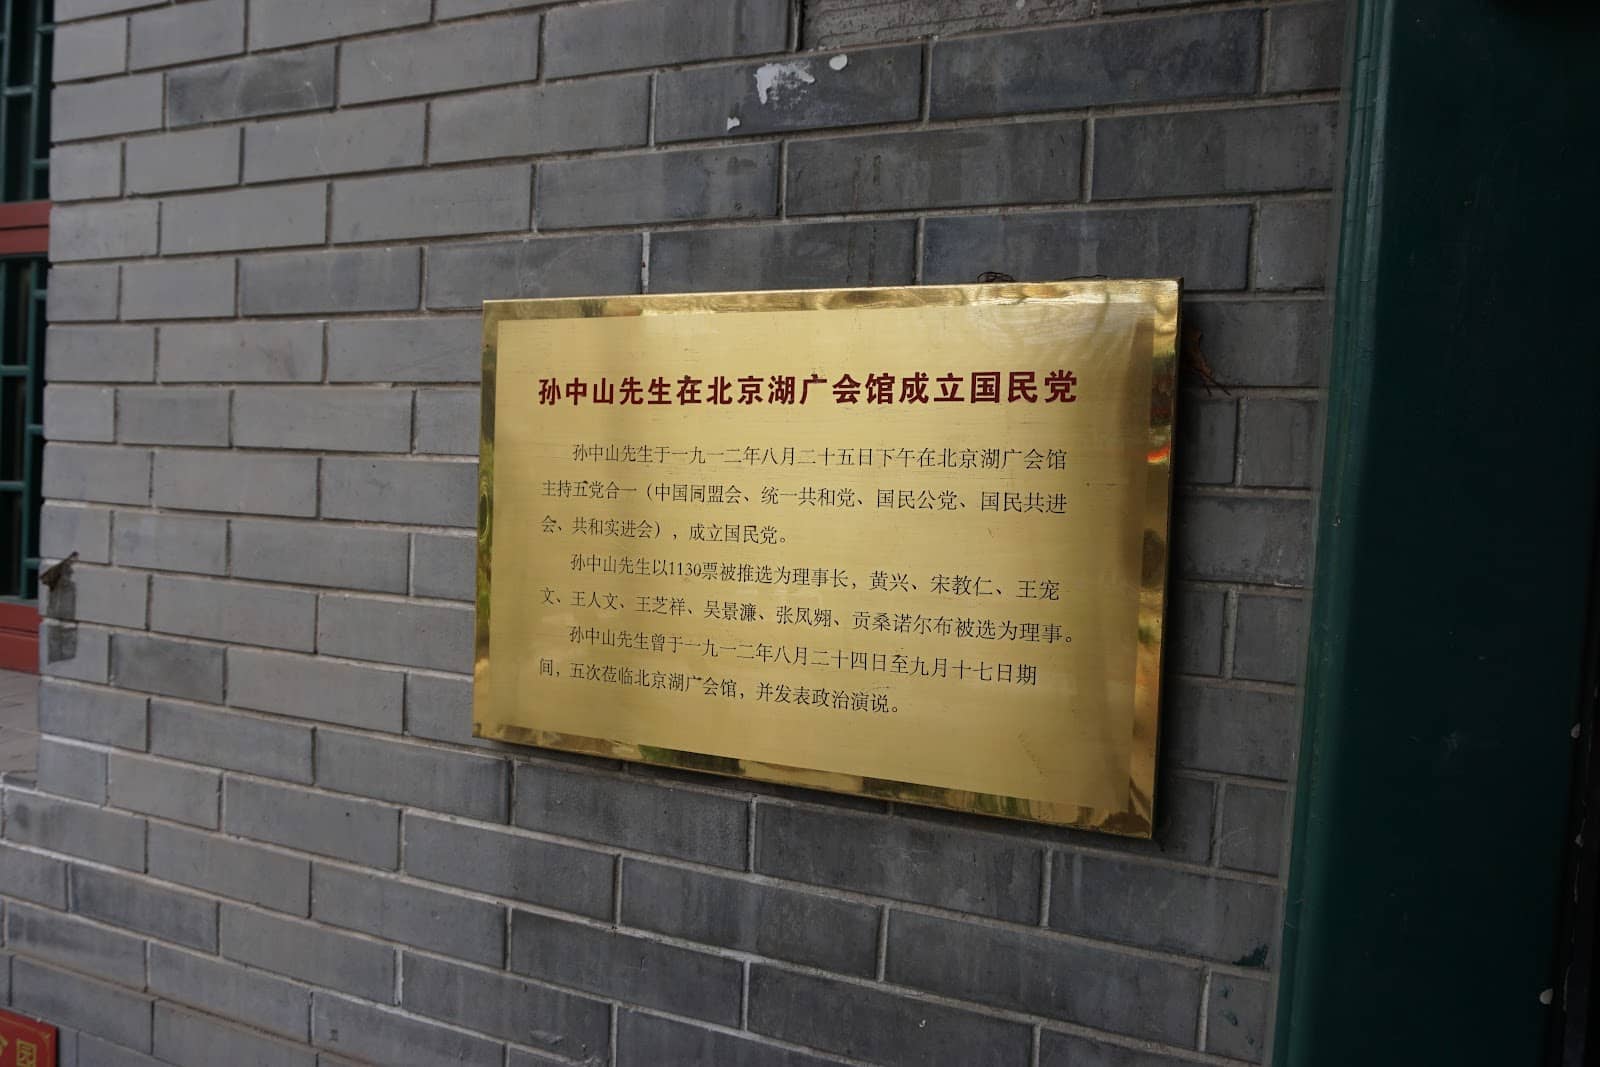 孙中山先生在北京湖广会馆成立国民党
孙中山先生于一九一二年八月二十五日下午在北京湖广会馆
主持五党合一（中国同盟会、统一共和党、国民公党、国民共进
会、共和实进会），成立国民党。
孙中山先生以1130票被推选为理事长，黄兴、宋教仁、王宠
文、王人文、王芝祥、吴景濂、张凤翙、贡桑诺尔布被选为理事。
孙中山先生曾于一九一二年八月二十四日至九月十七日期
间，五次莅临北京湖广会馆，并发表政治演说。